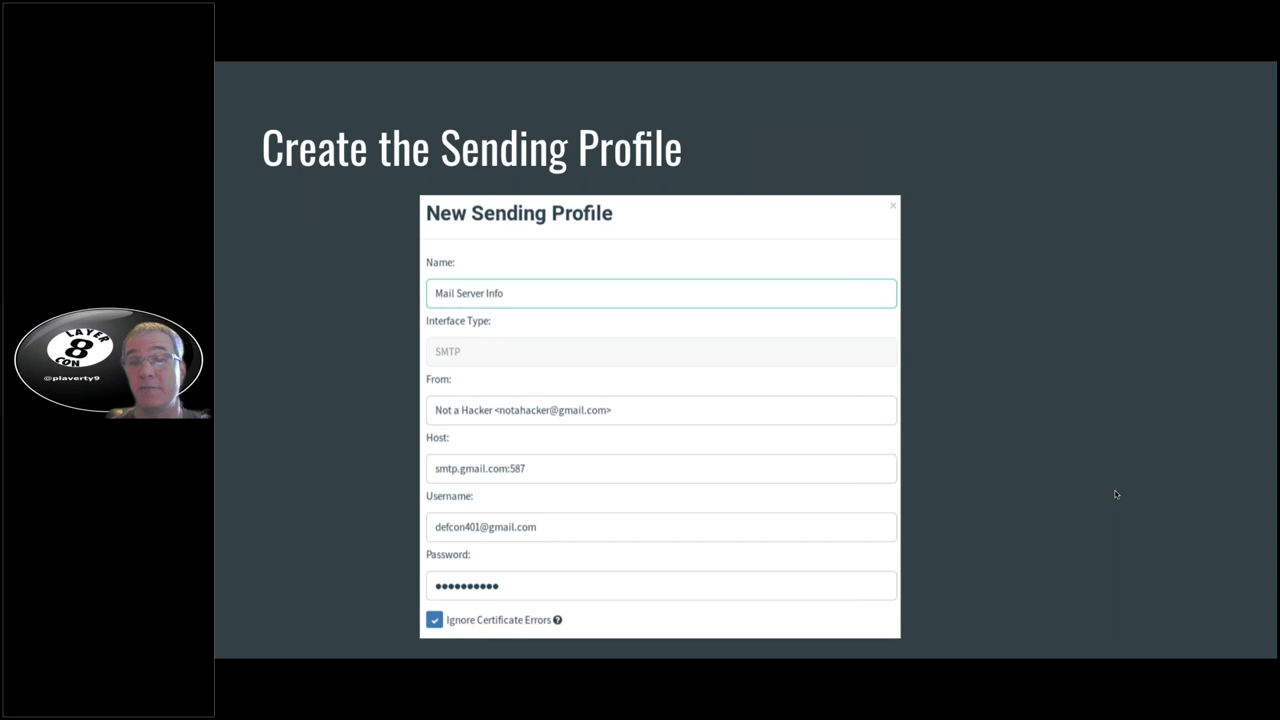 Create the Sending Profile
New Sending Profile
×
Name:
Mail Server Info
Interface Type:
SMTP
From:
Not a Hacker <notahacker@gmail.com>
Host:
smtp.gmail.com:587
Username:
defcon401@gmail.com
Password:
••••••••••
Ignore Certificate Errors
LAYER
8
CON
@plaverty9